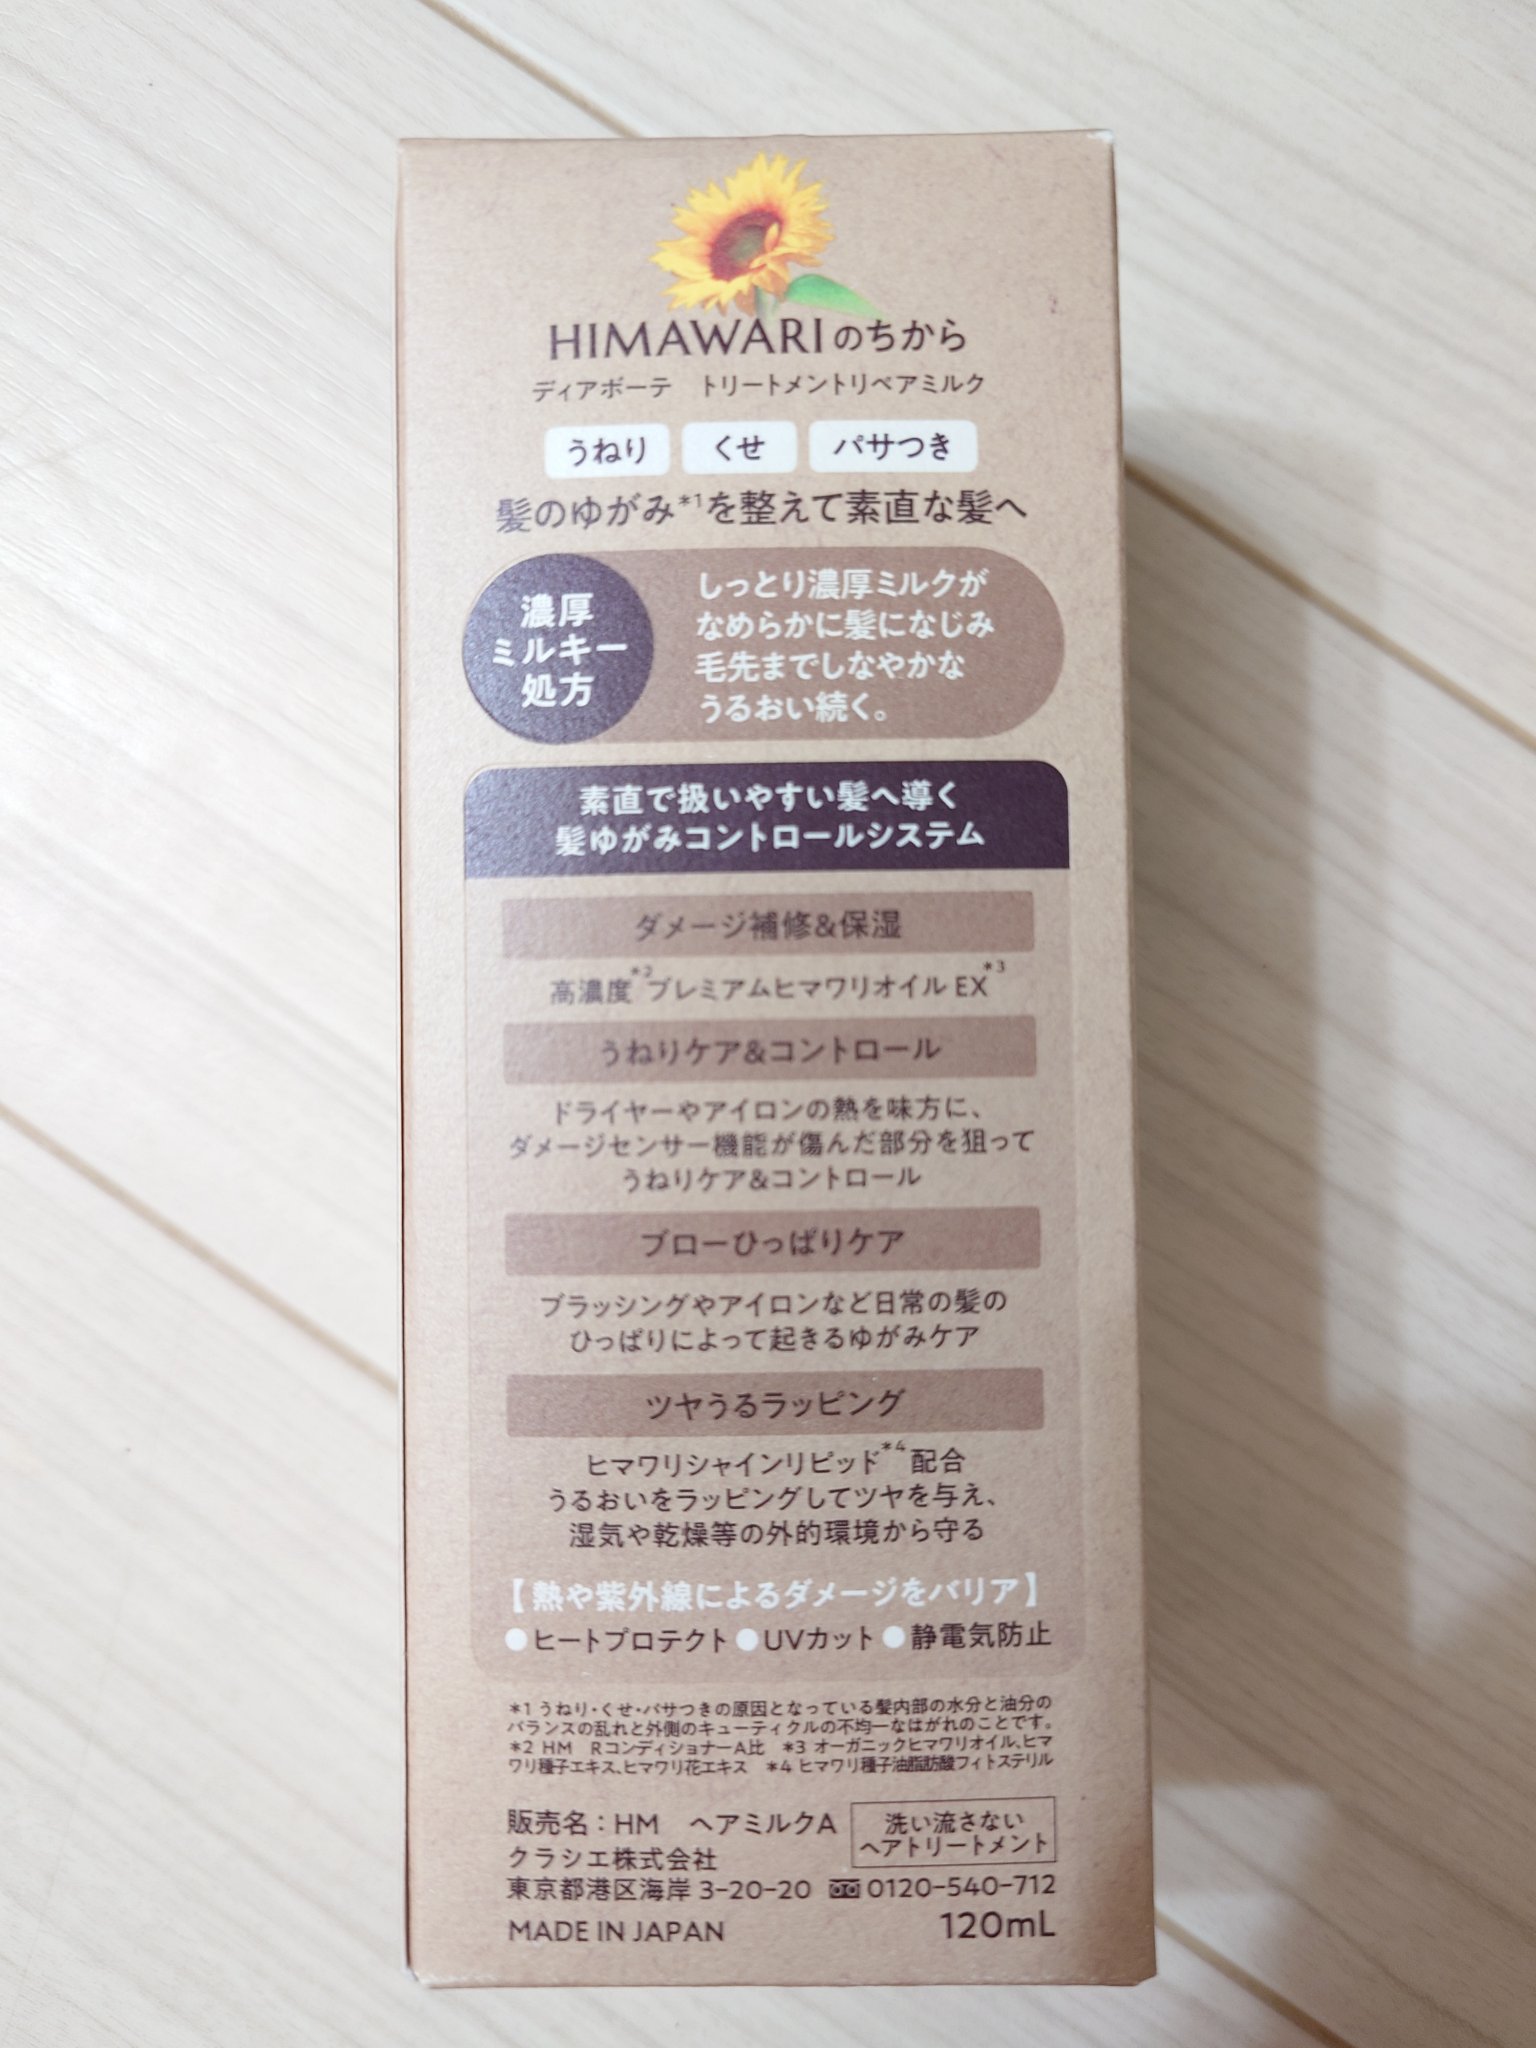 HIMAWARIのちから
ディアボーテ　トリートメントリペアミルク
うねり　くせ　パサつき
髪のゆがみ*1を整えて素直な髪へ
濃厚
ミルキー
処方
しっとり濃厚ミルクが
なめらかに髪になじみ
毛先までしなやかな
うるおい続く。
素直で扱いやすい髪へ導く
髪ゆがみコントロールシステム
ダメージ補修&保湿
高濃度*2プレミアムヒマワリオイル EX*3
うねりケア&コントロール
ドライヤーやアイロンの熱を味方に、
ダメージセンサー機能が傷んだ部分を狙って
うねりケア&コントロール
ブローひっぱりケア
ブラッシングやアイロンなど日常の髪の
ひっぱりによって起きるゆがみケア
ツヤうるラッピング
ヒマワリシャインリピッド*4配合
うるおいをラッピングしてツヤを与え、
湿気や乾燥等の外的環境から守る
【熱や紫外線によるダメージをバリア】
●ヒートプロテクト●UVカット●静電気防止
*1 うねり・くせ・パサつきの原因となっている髪内部の水分と油分の
バランスの乱れと外側のキューティクルの不均一なはがれのことです。
*2 HM　RコンディショナーA比　*3 オーガニックヒマワリオイル、ヒマ
ワリ種子エキス、ヒマワリ花エキス　*4 ヒマワリ種子油脂肪酸フィトステリル
販売名：HM　ヘアミルクA
洗い流さない
ヘアトリートメント
クラシエ株式会社
東京都港区海岸 3-20-20　0120-540-712
MADE IN JAPAN　120mL